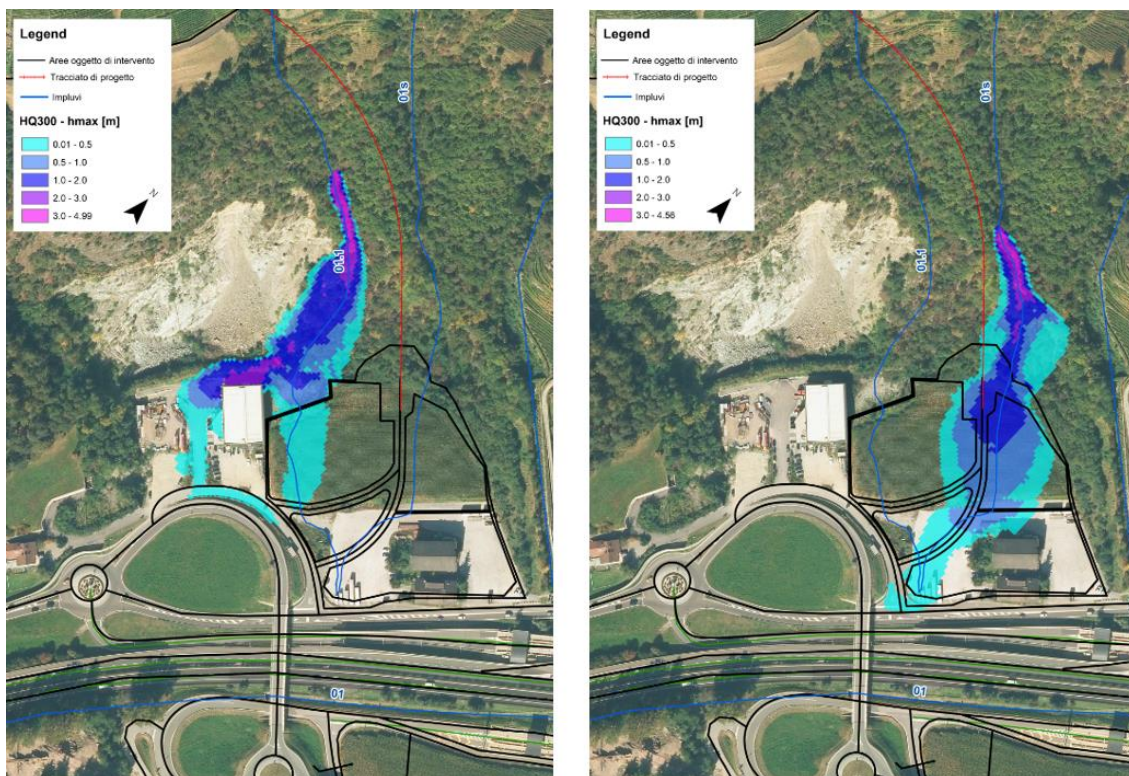 Legend
Aree oggetto di intervento
Tracciato di progetto
Impluvi
HQ300 - hmax [m]
0.01 - 0.5
0.5 - 1.0
1.0 - 2.0
2.0 - 3.0
3.0 - 4.99
N
01s
01.1
01
Legend
Aree oggetto di intervento
Tracciato di progetto
Impluvi
HQ300 - hmax [m]
0.01 - 0.5
0.5 - 1.0
1.0 - 2.0
2.0 - 3.0
3.0 - 4.56
N
01s
01.1
01